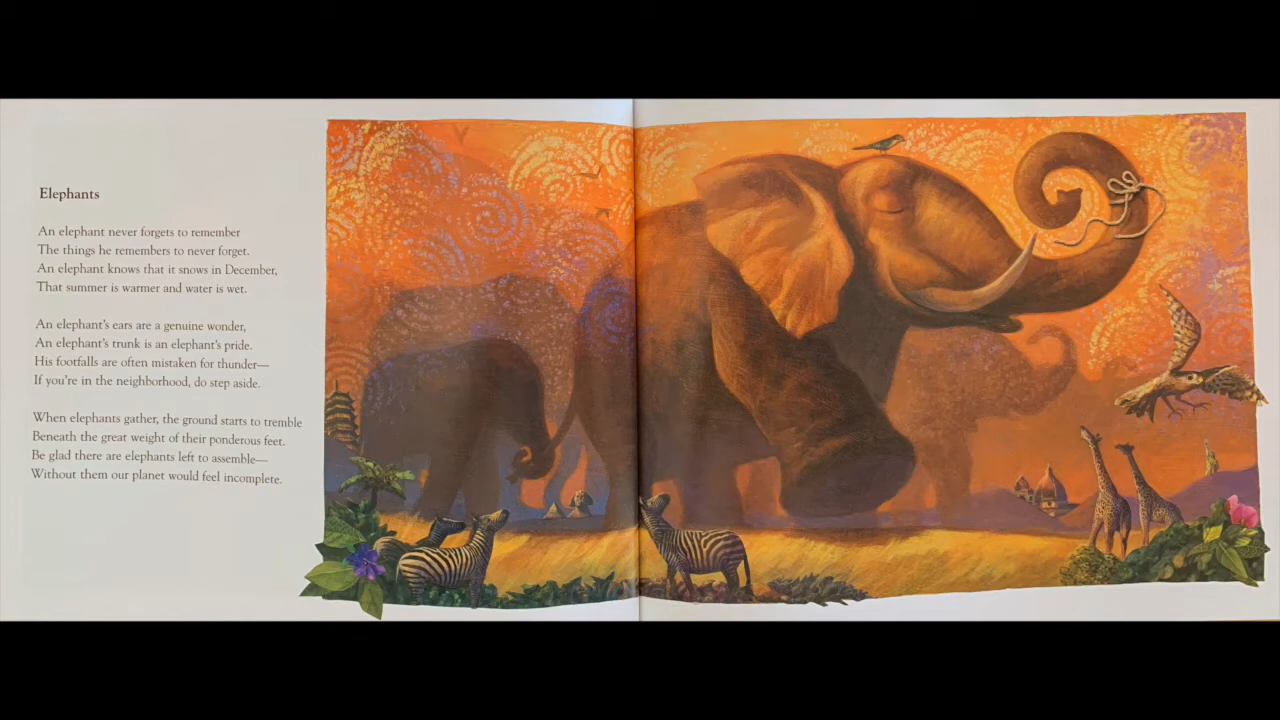 Elephants
An elephant never forgets to remember
The things he remembers to never forget.
An elephant knows that it snows in December,
That summer is warmer and water is wet.
An elephant's ears are a genuine wonder,
An elephant's trunk is an elephant's pride.
His footfalls are often mistaken for thunder—
If you're in the neighborhood, do step aside.
When elephants gather, the ground starts to tremble
Beneath the great weight of their ponderous feet.
Be glad there are elephants left to assemble—
Without them our planet would feel incomplete.